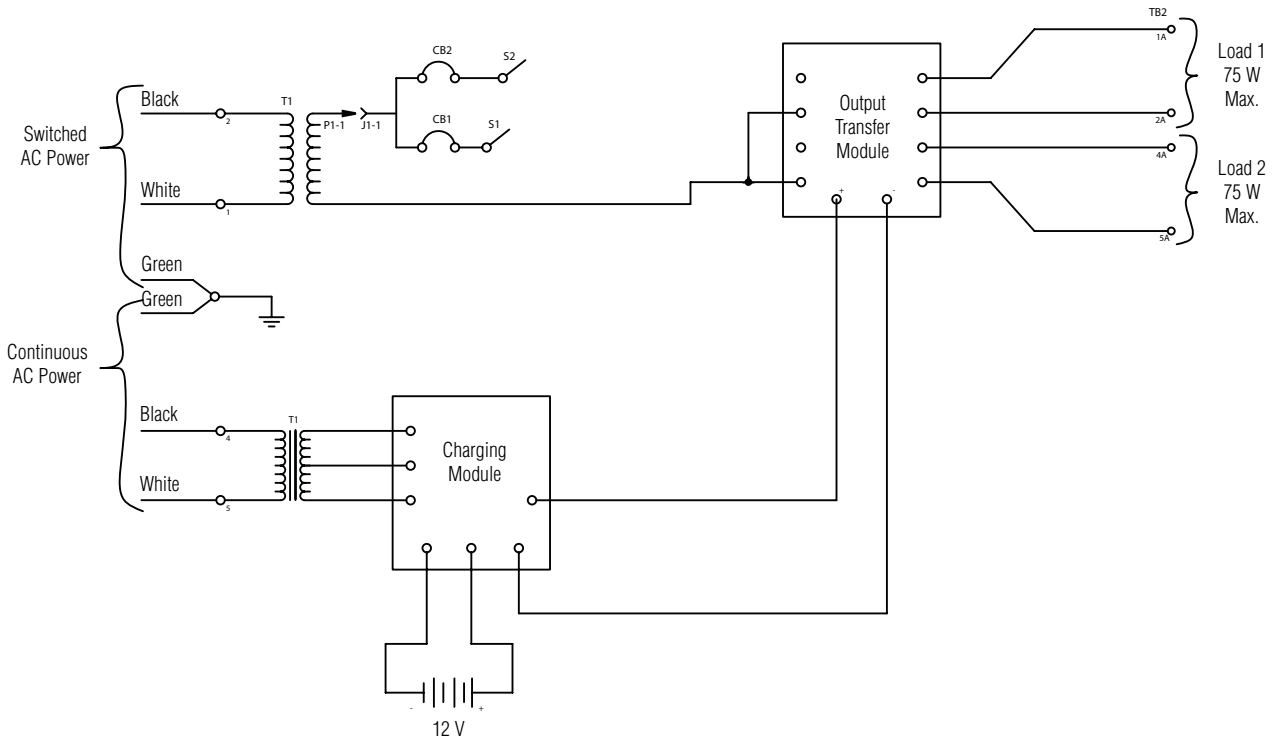 TB2
1A
Load 1
75 W
Max.
2A
4A
Load 2
75 W
Max.
5A
CB2
S2
CB1
S1
Black
2
T1
P1-1
J1-1
Switched
AC Power
White
1
Output
Transfer
Module
+
-
Green
Green
Continuous
AC Power
Black
4
T1
White
5
Charging
Module
-
+
12 V